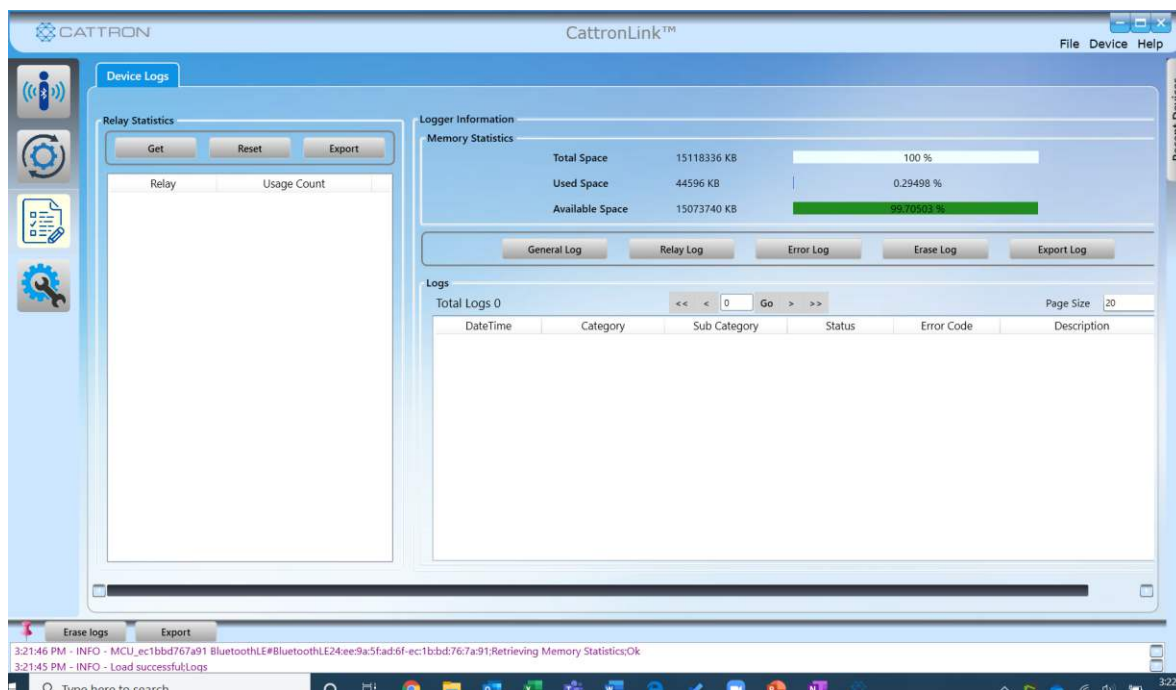 CATTRON
CattronLink™
File Device Help
Device Logs
Relay Statistics
Get Reset Export
Relay Usage Count
Logger Information
Memory Statistics
Total Space 15118336 KB 100 %
Used Space 44596 KB 0.29498 %
Available Space 15073740 KB 99.70503 %
General Log Relay Log Error Log Erase Log Export Log
Logs
Total Logs 0 << < 0 Go > >> Page Size 20
DateTime Category Sub Category Status Error Code Description
Erase logs Export
3:21:46 PM - INFO - MCU_ec1bbd767a91 BluetoothLE#BluetoothLE24:ee:9a:5f:ad:6f-ec:1b:bd:76:7a:91;Retrieving Memory Statistics;Ok
3:21:45 PM - INFO - Load successful;Logs
Type here to search